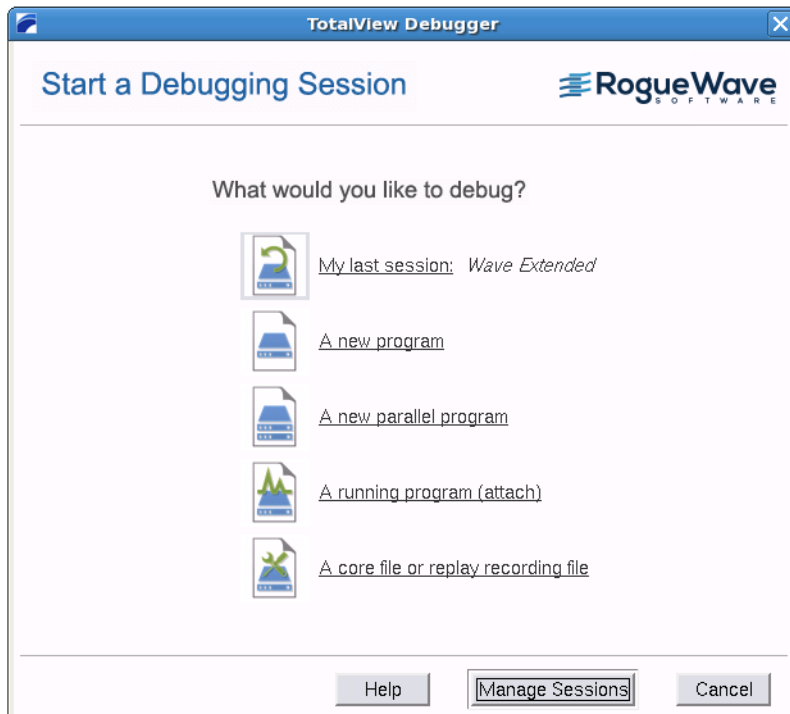 TotalView Debugger
Start a Debugging Session
RogueWave
SOFTWARE
What would you like to debug?
My last session: Wave Extended
A new program
A new parallel program
A running program (attach)
A core file or replay recording file
Help
Manage Sessions
Cancel